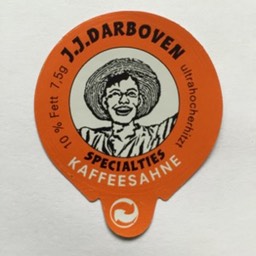 J.J.DARBOVEN
10 % Fett 7,5g
ultrahocherhitzt
SPECIALTIES
KAFFEESAHNE